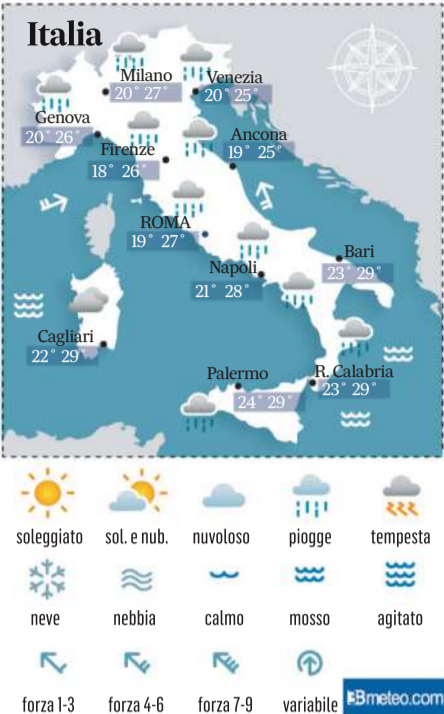 Italia
Milano
20° 27°
Venezia
20° 25°
Genova
20° 26°
Firenze
18° 26°
Ancona
19° 25°
ROMA
19° 27°
Napoli
21° 28°
Bari
23° 29°
Cagliari
22° 29°
Palermo
24° 29°
R. Calabria
23° 29°
soleggiato sol. e nub. nuvoloso piogge tempesta
neve nebbia calmo mosso agitato
forza 1-3 forza 4-6 forza 7-9 variabile
3Bmeteo.com